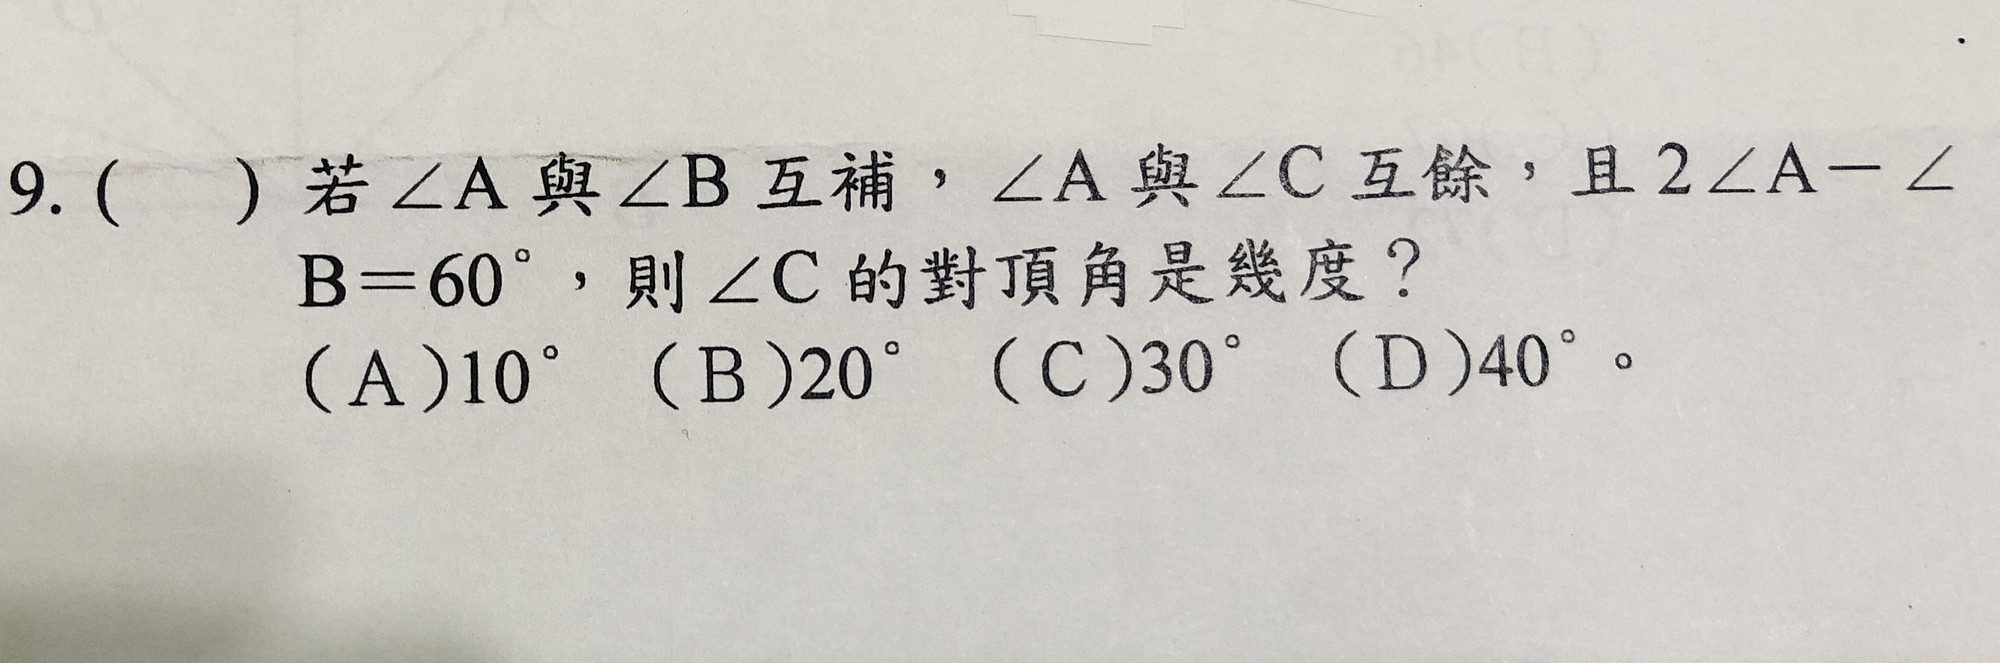 9. (　　) 若∠A 與∠B 互補，∠A 與∠C 互餘，且 2∠A－∠
B＝60°，則∠C 的對頂角是幾度？
(A)10°　(B)20°　(C)30°　(D)40°。